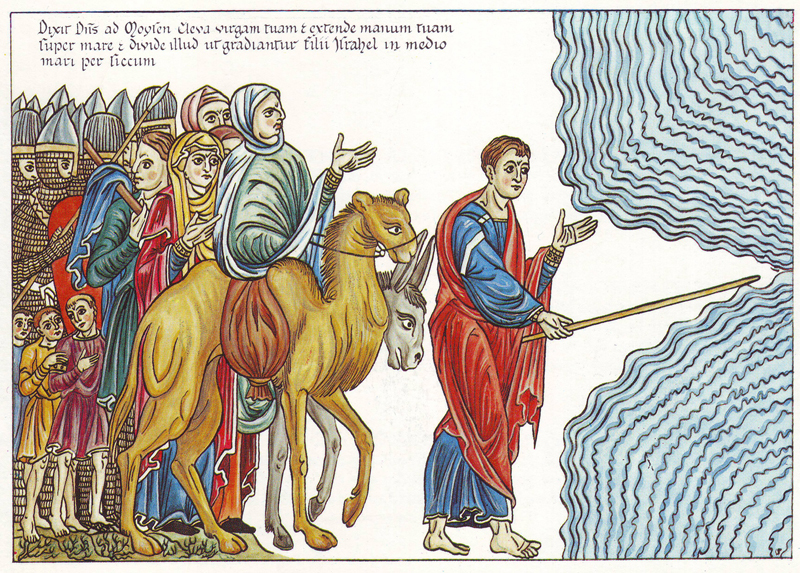 Dixit Dn̄s ad Moysen Eleva virgam tuam ⁊ extende manum tuam
super mare ⁊ divide illud ut gradiantur filii Israhel in medio
mari per siccum